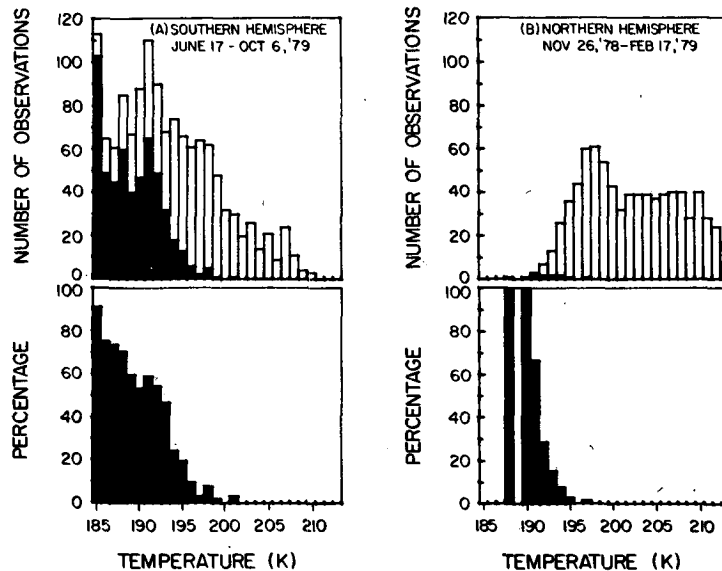 (A) SOUTHERN HEMISPHERE
JUNE 17 - OCT 6,'79
NUMBER OF OBSERVATIONS
120
100
80
60
40
20
0
PERCENTAGE
100
80
60
40
20
0
185 190 195 200 205 210
TEMPERATURE (K)
(B) NORTHERN HEMISPHERE
NOV 26,'78-FEB 17,'79
NUMBER OF OBSERVATIONS
120
100
80
60
40
20
0
PERCENTAGE
100
80
60
40
20
0
185 190 195 200 205 210
TEMPERATURE (K)